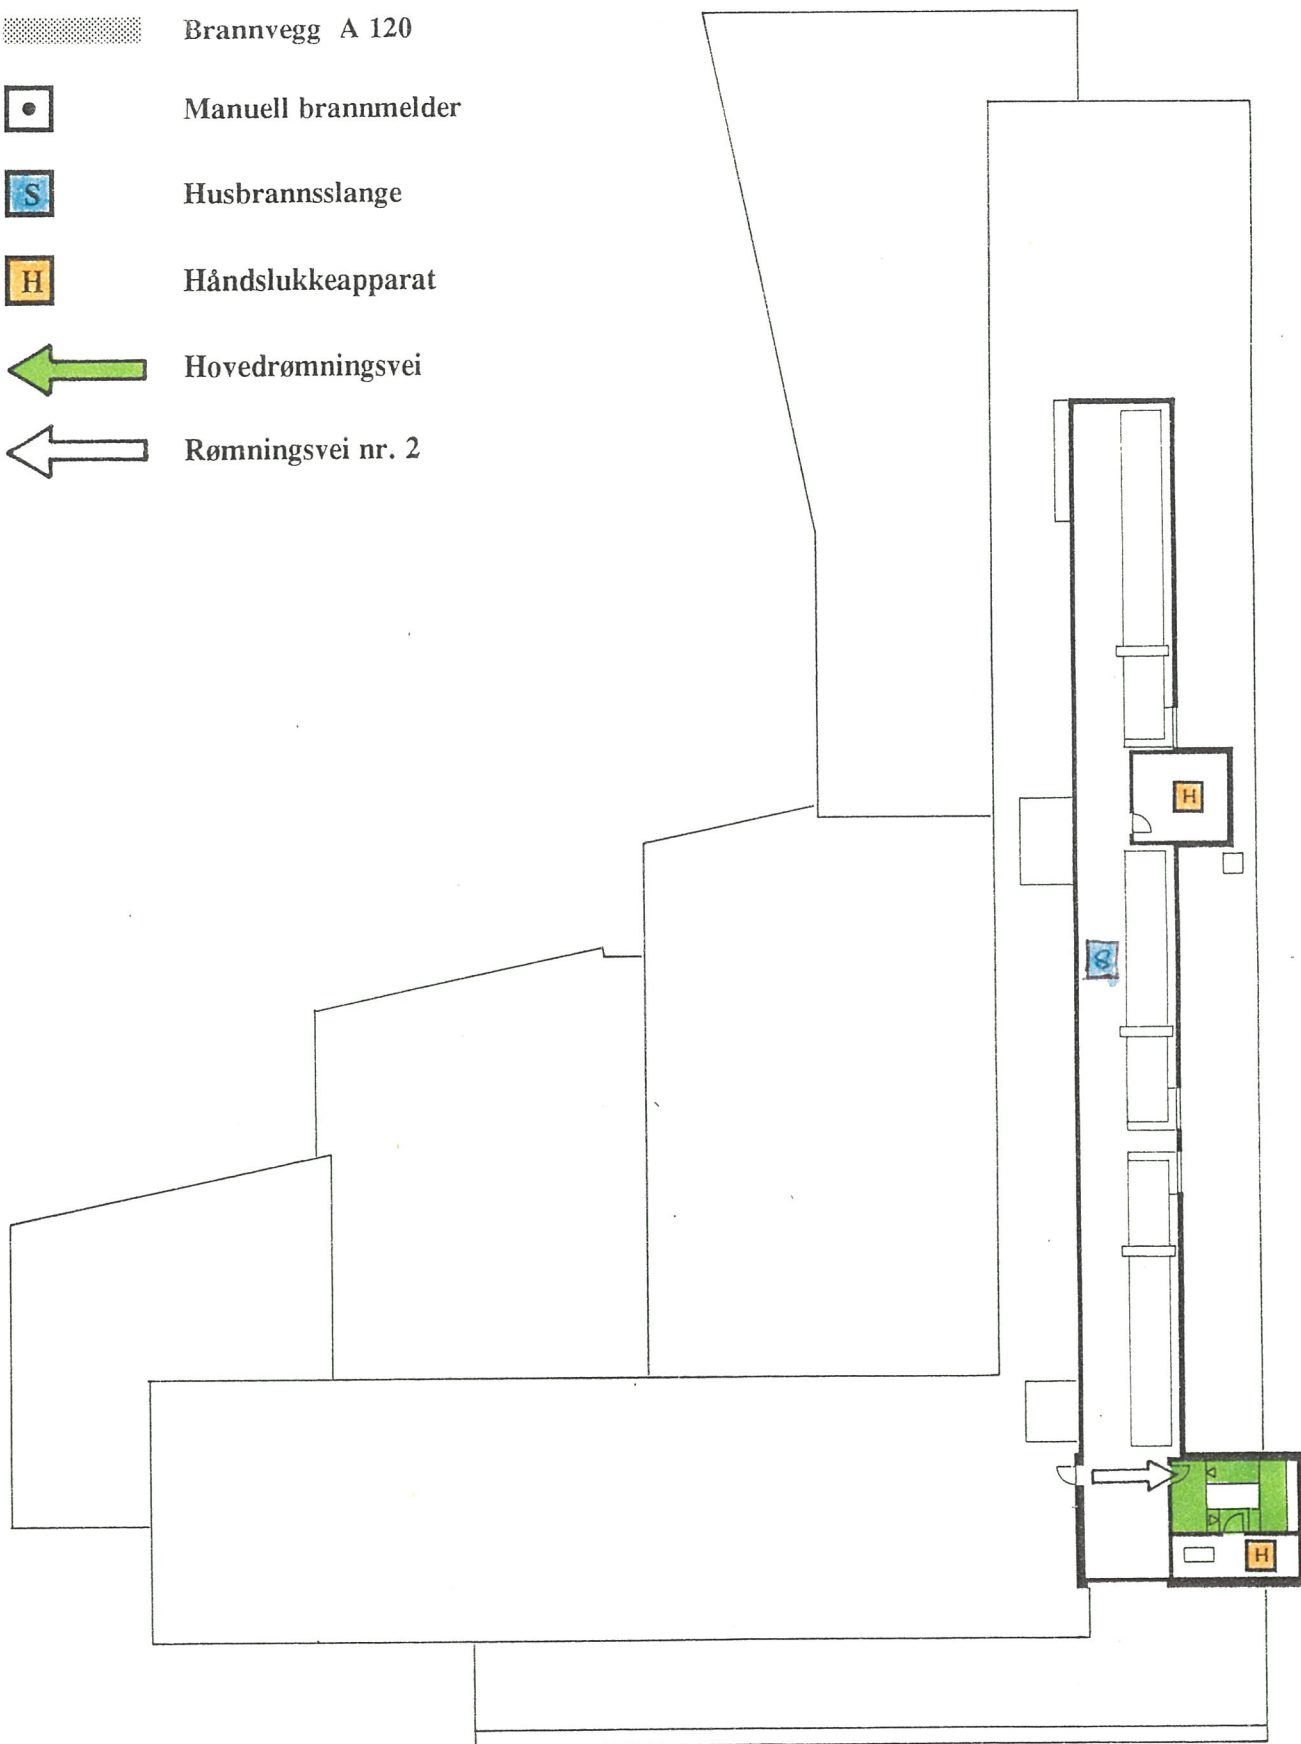 Brannvegg A 120
Manuell brannmelder
S Husbrannsslange
H Håndslukkeapparat
Hovedrømningsvei
Rømningsvei nr. 2
H
S
H